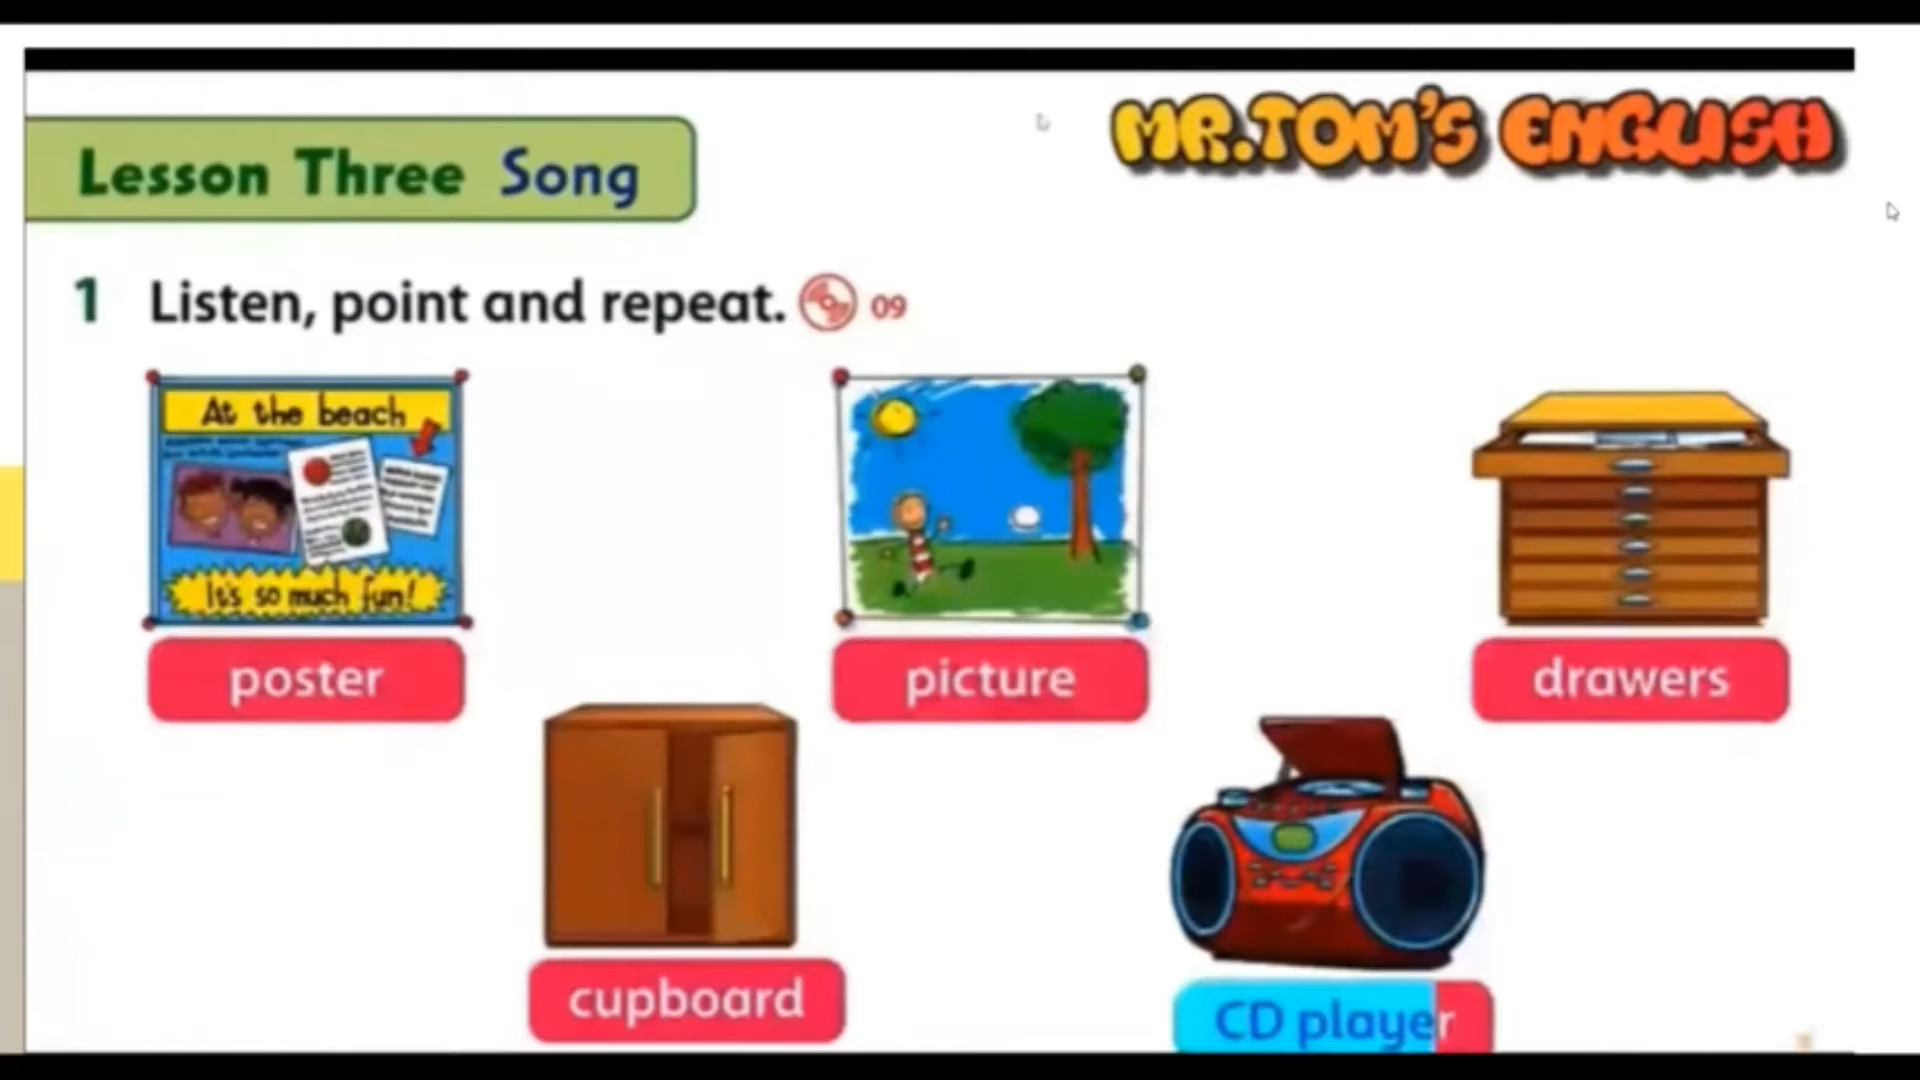 MR.TOM'S ENGLISH
Lesson Three Song
1 Listen, point and repeat. 09
At the beach
It's so much fun!
poster
picture
drawers
cupboard
CD player